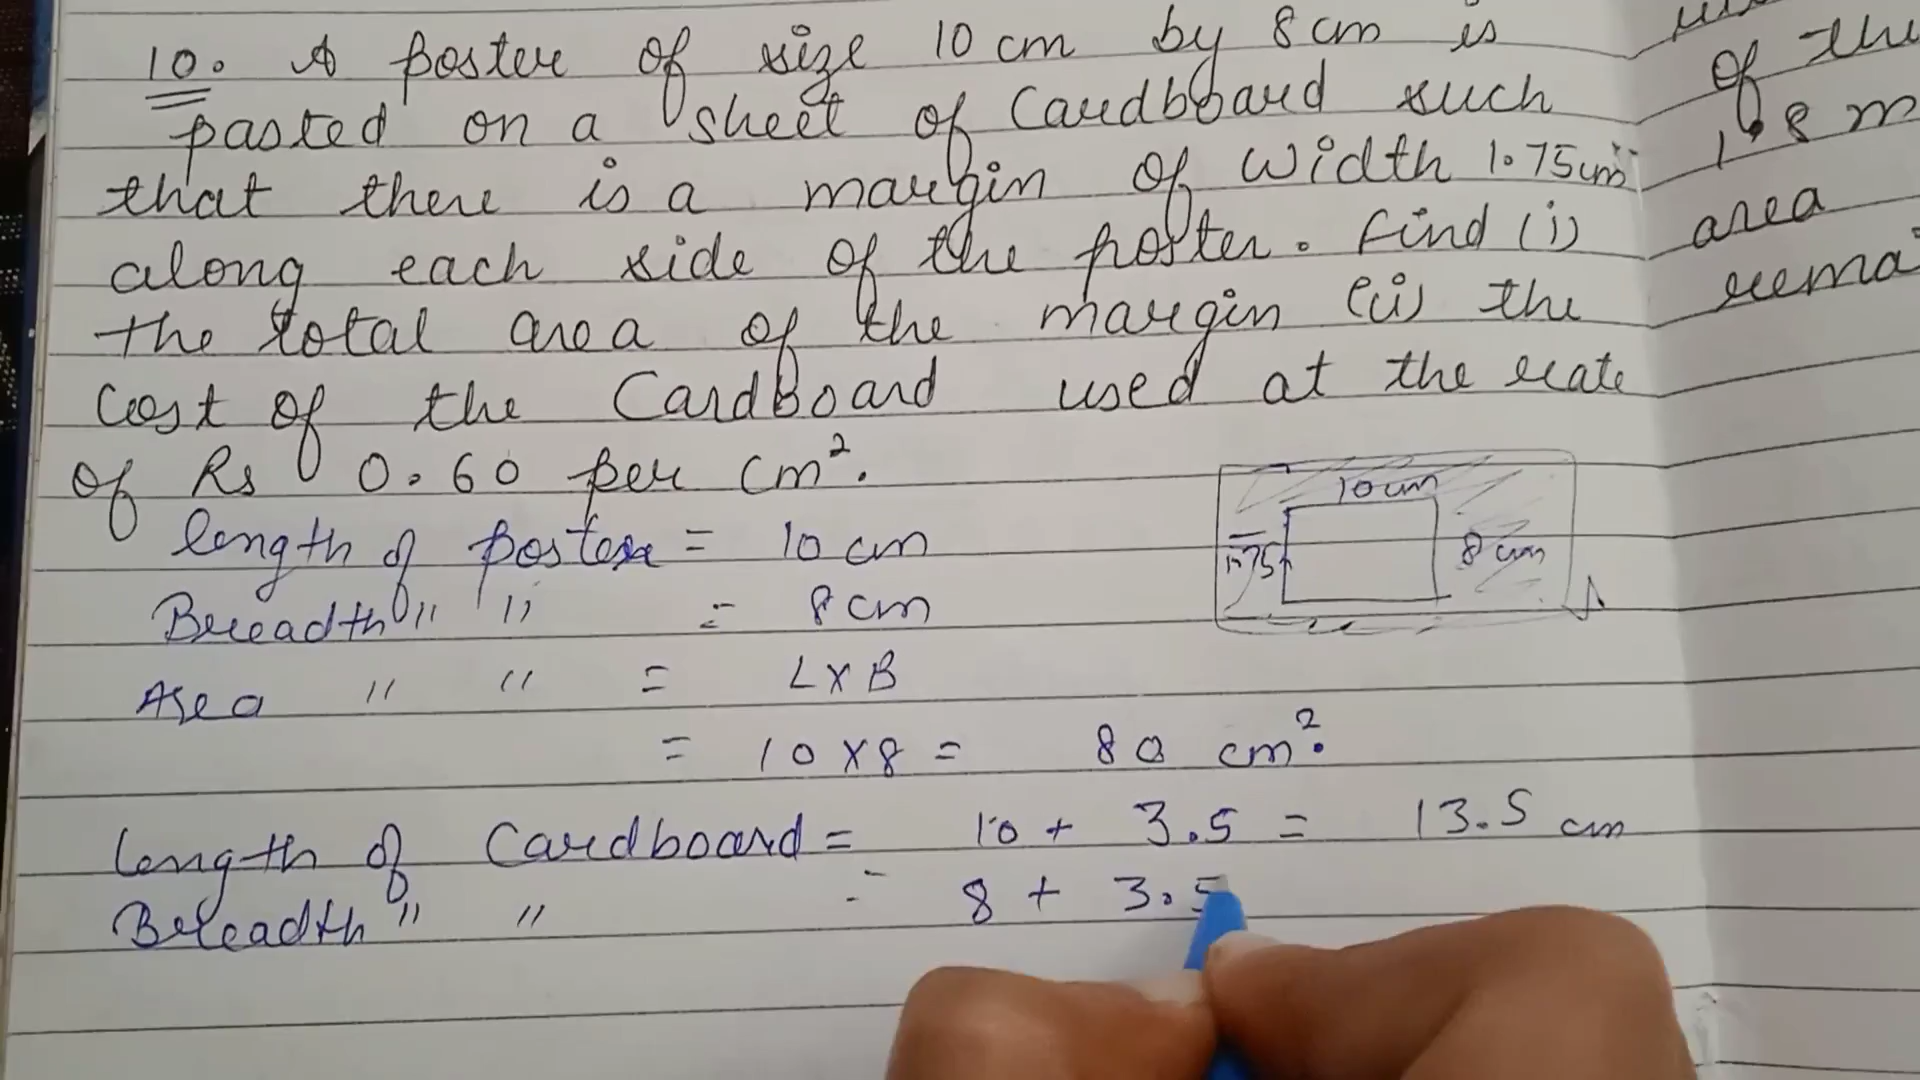 10. A poster of size 10 cm by 8 cm is
pasted on a sheet of Cardboard such
that there is a margin of width 1.75cm
along each side of the poster. Find (i)
the total area of the margin (ii) the
Cost of the CardBoard used at the rate
of Rs 0.60 per cm².
10 cm
1.75
8 cm
length of poster = 10 cm
Breadth " " = 8 cm
Area " " = L×B
= 10×8 = 80 cm².
Length of Cardboard = 10 + 3.5 = 13.5 cm
Breadth " " = 8 + 3.5
of the
1.8 m
area